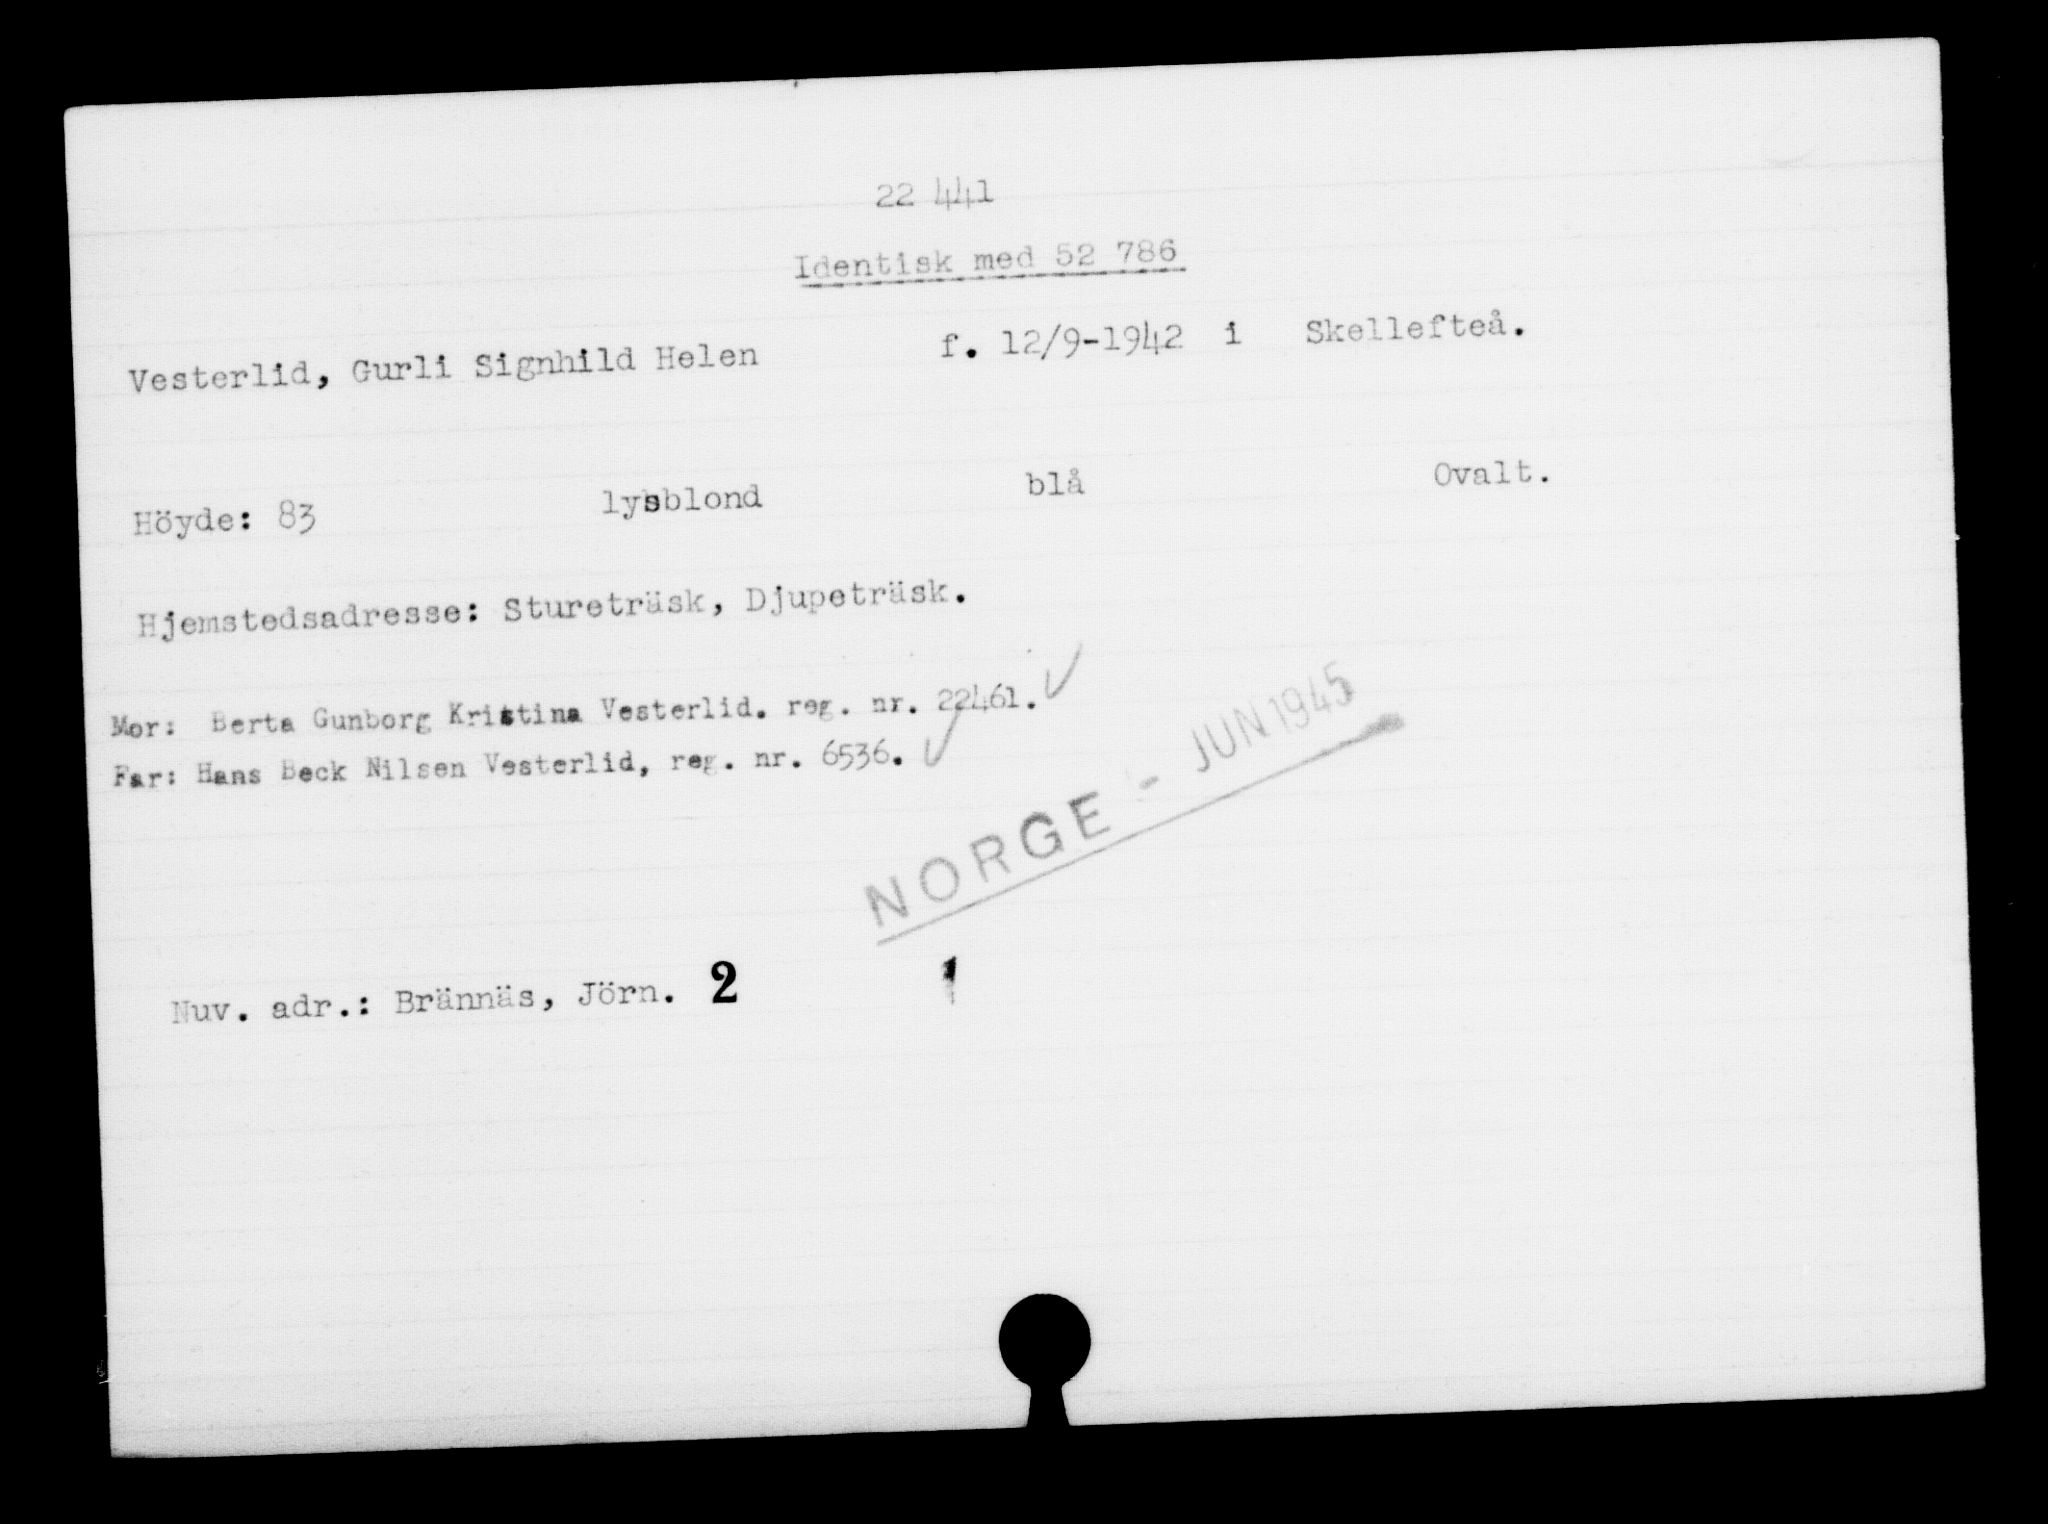 22 441
Identisk med 52 786
Vesterlid, Gurli Signhild Helen f. 12/9-1942 i Skellefteå.
Höyde: 83 lysblond blå Ovalt.
Hjemstedsadresse: Stureträsk, Djupeträsk.
Mor: Berta Gunborg Kristina Vesterlid. reg. nr. 22461.
Far: Hans Beck Nilsen Vesterlid, reg. nr. 6536.
NORGE - JUN 1945
Nuv. adr.: Brännäs, Jörn. 2 1